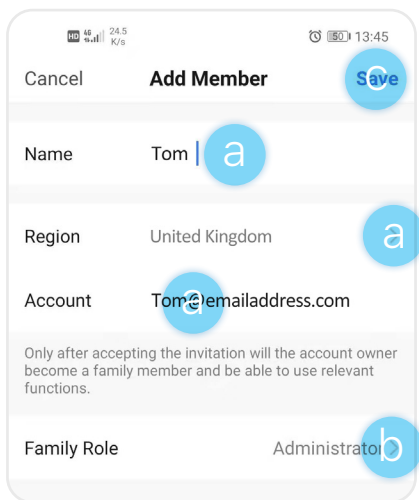 HD 4G 24.5 K/s 50 13:45
Cancel Add Member Save c
Name Tom a
Region United Kingdom a
Account Tom@emailaddress.com a
Only after accepting the invitation will the account owner
become a family member and be able to use relevant
functions.
Family Role Administrator > b